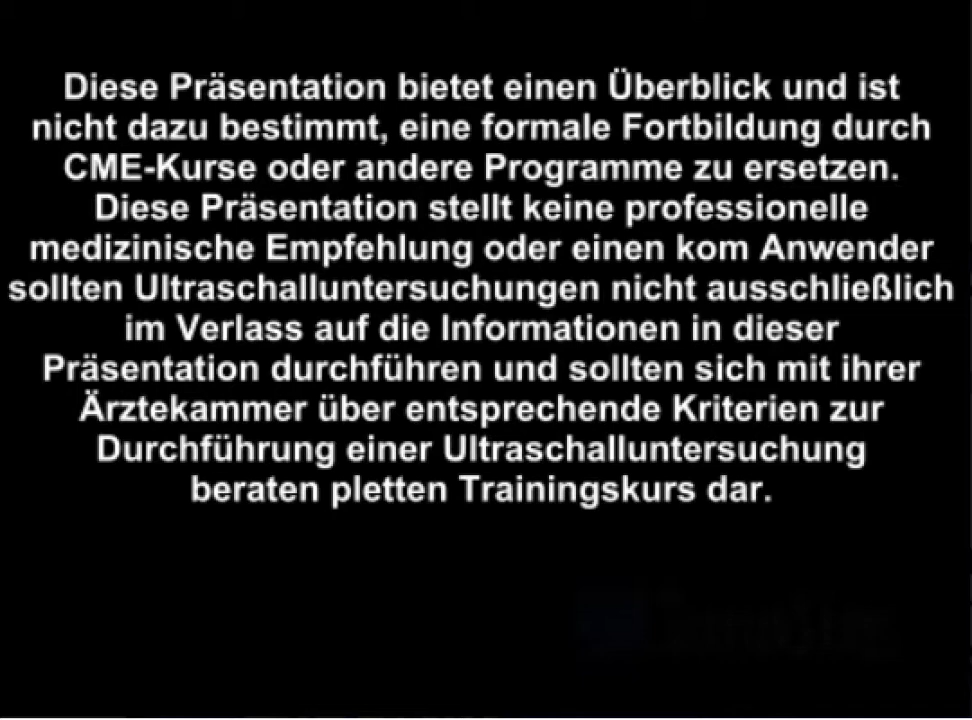 Diese Präsentation bietet einen Überblick und ist
nicht dazu bestimmt, eine formale Fortbildung durch
CME-Kurse oder andere Programme zu ersetzen.
Diese Präsentation stellt keine professionelle
medizinische Empfehlung oder einen kom Anwender
sollten Ultraschalluntersuchungen nicht ausschließlich
im Verlass auf die Informationen in dieser
Präsentation durchführen und sollten sich mit ihrer
Ärztekammer über entsprechende Kriterien zur
Durchführung einer Ultraschalluntersuchung
beraten pletten Trainingskurs dar.